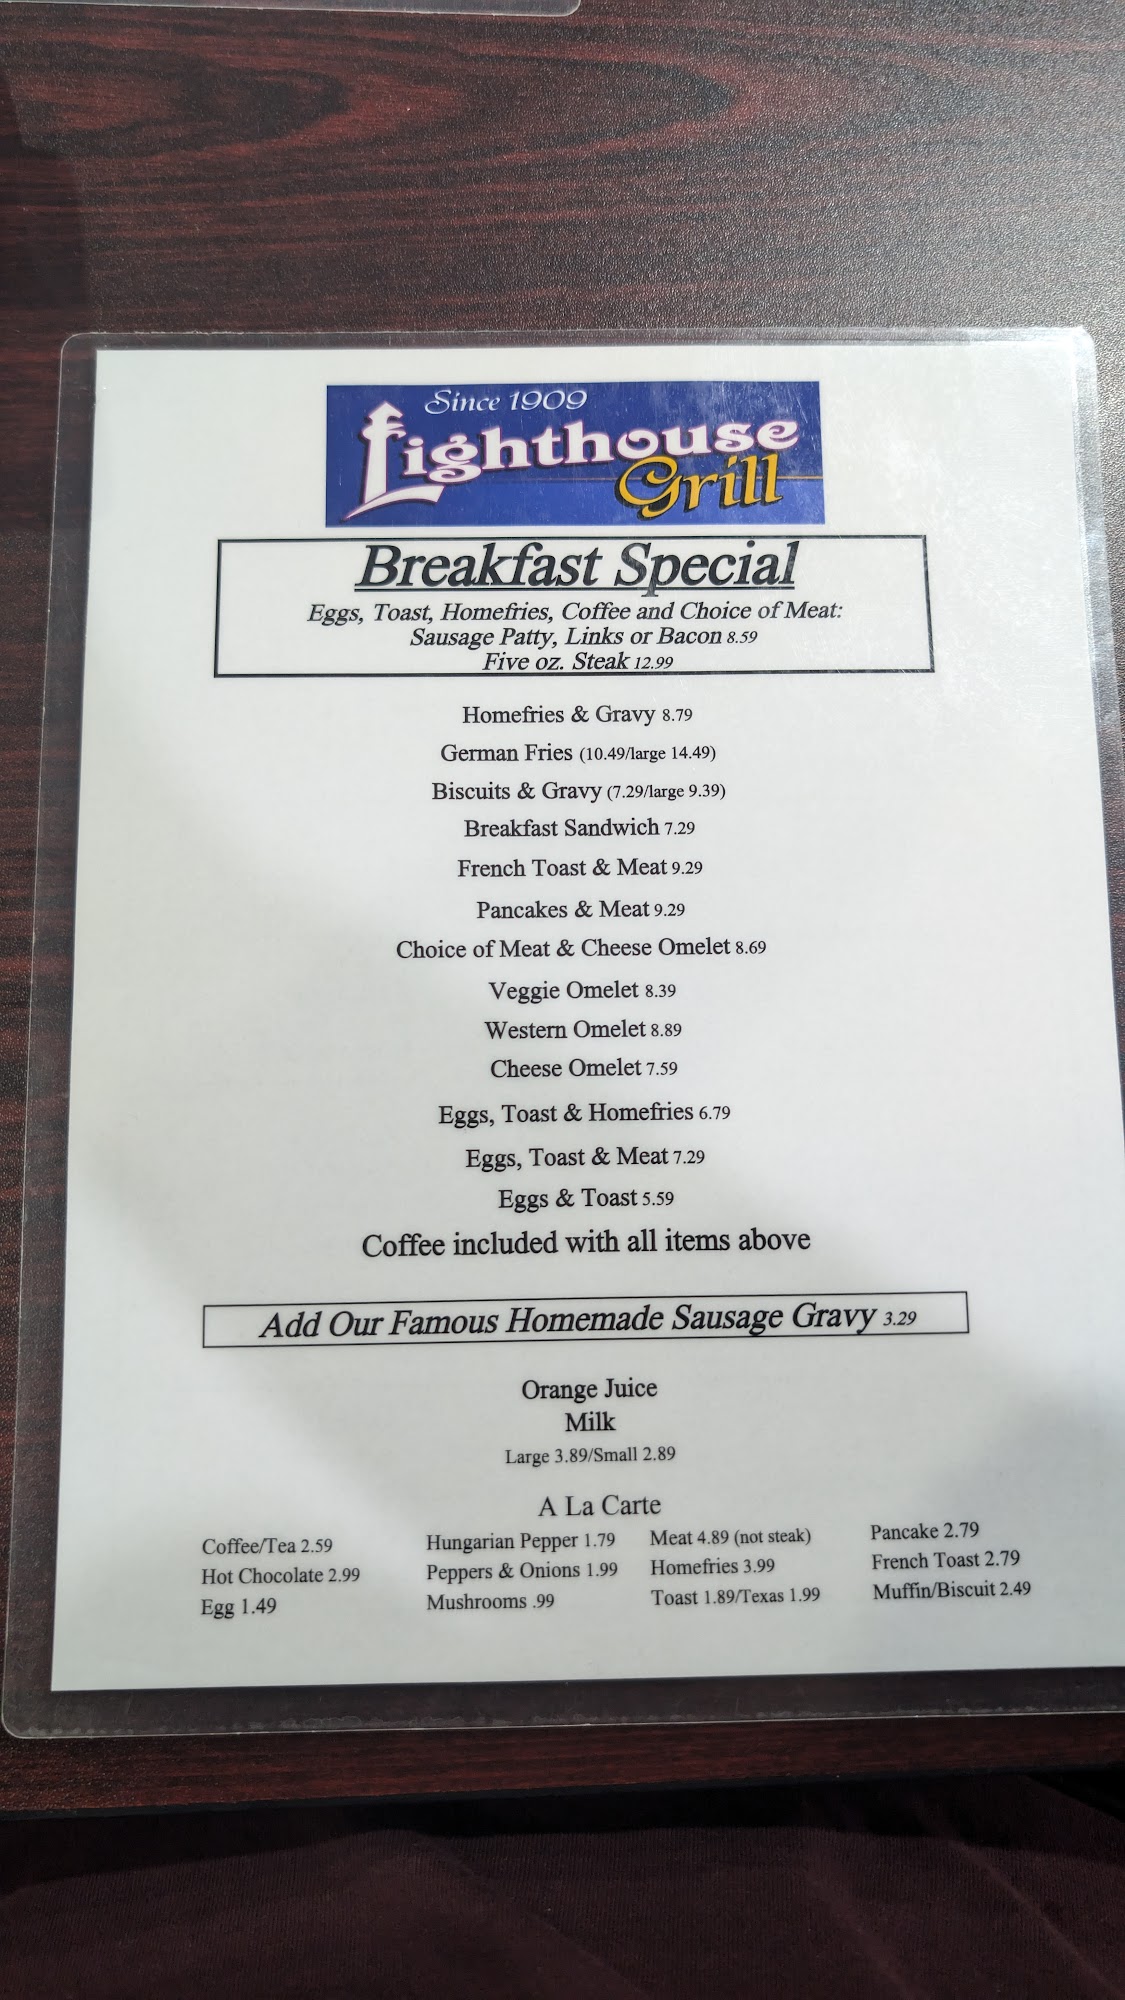 Since 1909
Lighthouse
Grill
Breakfast Special
Eggs, Toast, Homefries, Coffee and Choice of Meat:
Sausage Patty, Links or Bacon 8.59
Five oz. Steak 12.99
Homefries & Gravy 8.79
German Fries (10.49/large 14.49)
Biscuits & Gravy (7.29/large 9.39)
Breakfast Sandwich 7.29
French Toast & Meat 9.29
Pancakes & Meat 9.29
Choice of Meat & Cheese Omelet 8.69
Veggie Omelet 8.39
Western Omelet 8.89
Cheese Omelet 7.59
Eggs, Toast & Homefries 6.79
Eggs, Toast & Meat 7.29
Eggs & Toast 5.59
Coffee included with all items above
Add Our Famous Homemade Sausage Gravy 3.29
Orange Juice
Milk
Large 3.89/Small 2.89
A La Carte
Coffee/Tea 2.59
Hot Chocolate 2.99
Egg 1.49
Hungarian Pepper 1.79
Peppers & Onions 1.99
Mushrooms .99
Meat 4.89 (not steak)
Homefries 3.99
Toast 1.89/Texas 1.99
Pancake 2.79
French Toast 2.79
Muffin/Biscuit 2.49